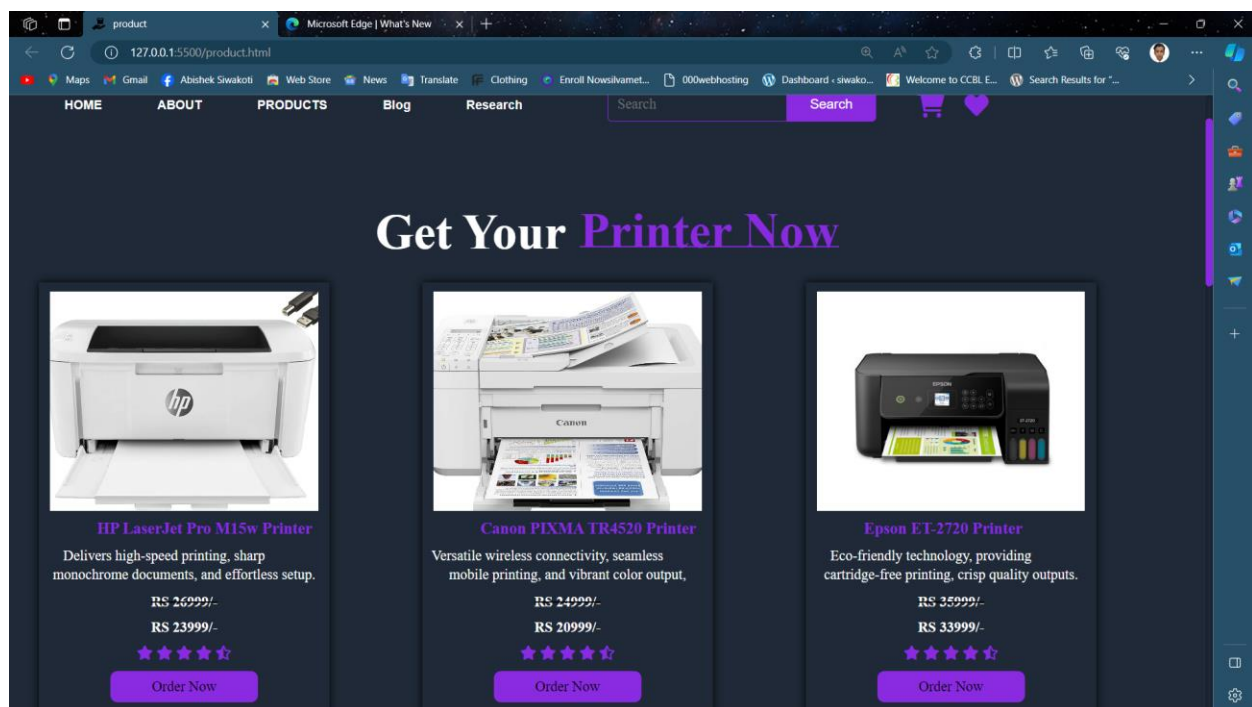 product
Microsoft Edge | What's New
127.0.0.1:5500/product.html
Maps Gmail Abishek Siwakoti Web Store News Translate Clothing Enroll Nowsilvamet... 000webhosting Dashboard ‹ siwako... Welcome to CCBL E... Search Results for "...
HOME ABOUT PRODUCTS Blog Research Search Search
Get Your Printer Now
hp
Canon
EPSON
ET-2720
HP LaserJet Pro M15w Printer
Delivers high-speed printing, sharp
monochrome documents, and effortless setup.
RS 26999/-
RS 23999/-
Order Now
Canon PIXMA TR4520 Printer
Versatile wireless connectivity, seamless
mobile printing, and vibrant color output,
RS 24999/-
RS 20999/-
Order Now
Epson ET-2720 Printer
Eco-friendly technology, providing
cartridge-free printing, crisp quality outputs.
RS 35999/-
RS 33999/-
Order Now